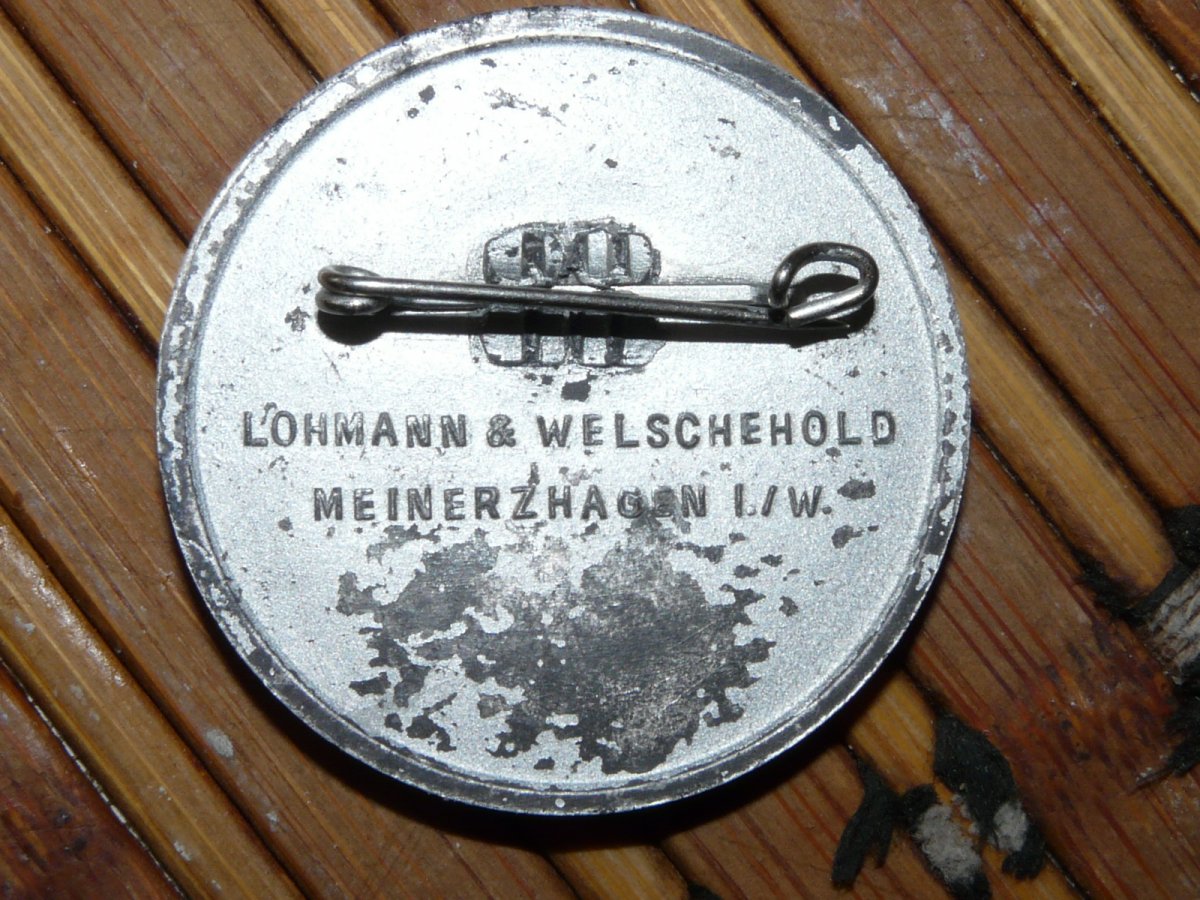 LOHMANN & WELSCHEHOLD
MEINERZHAGEN I./W.